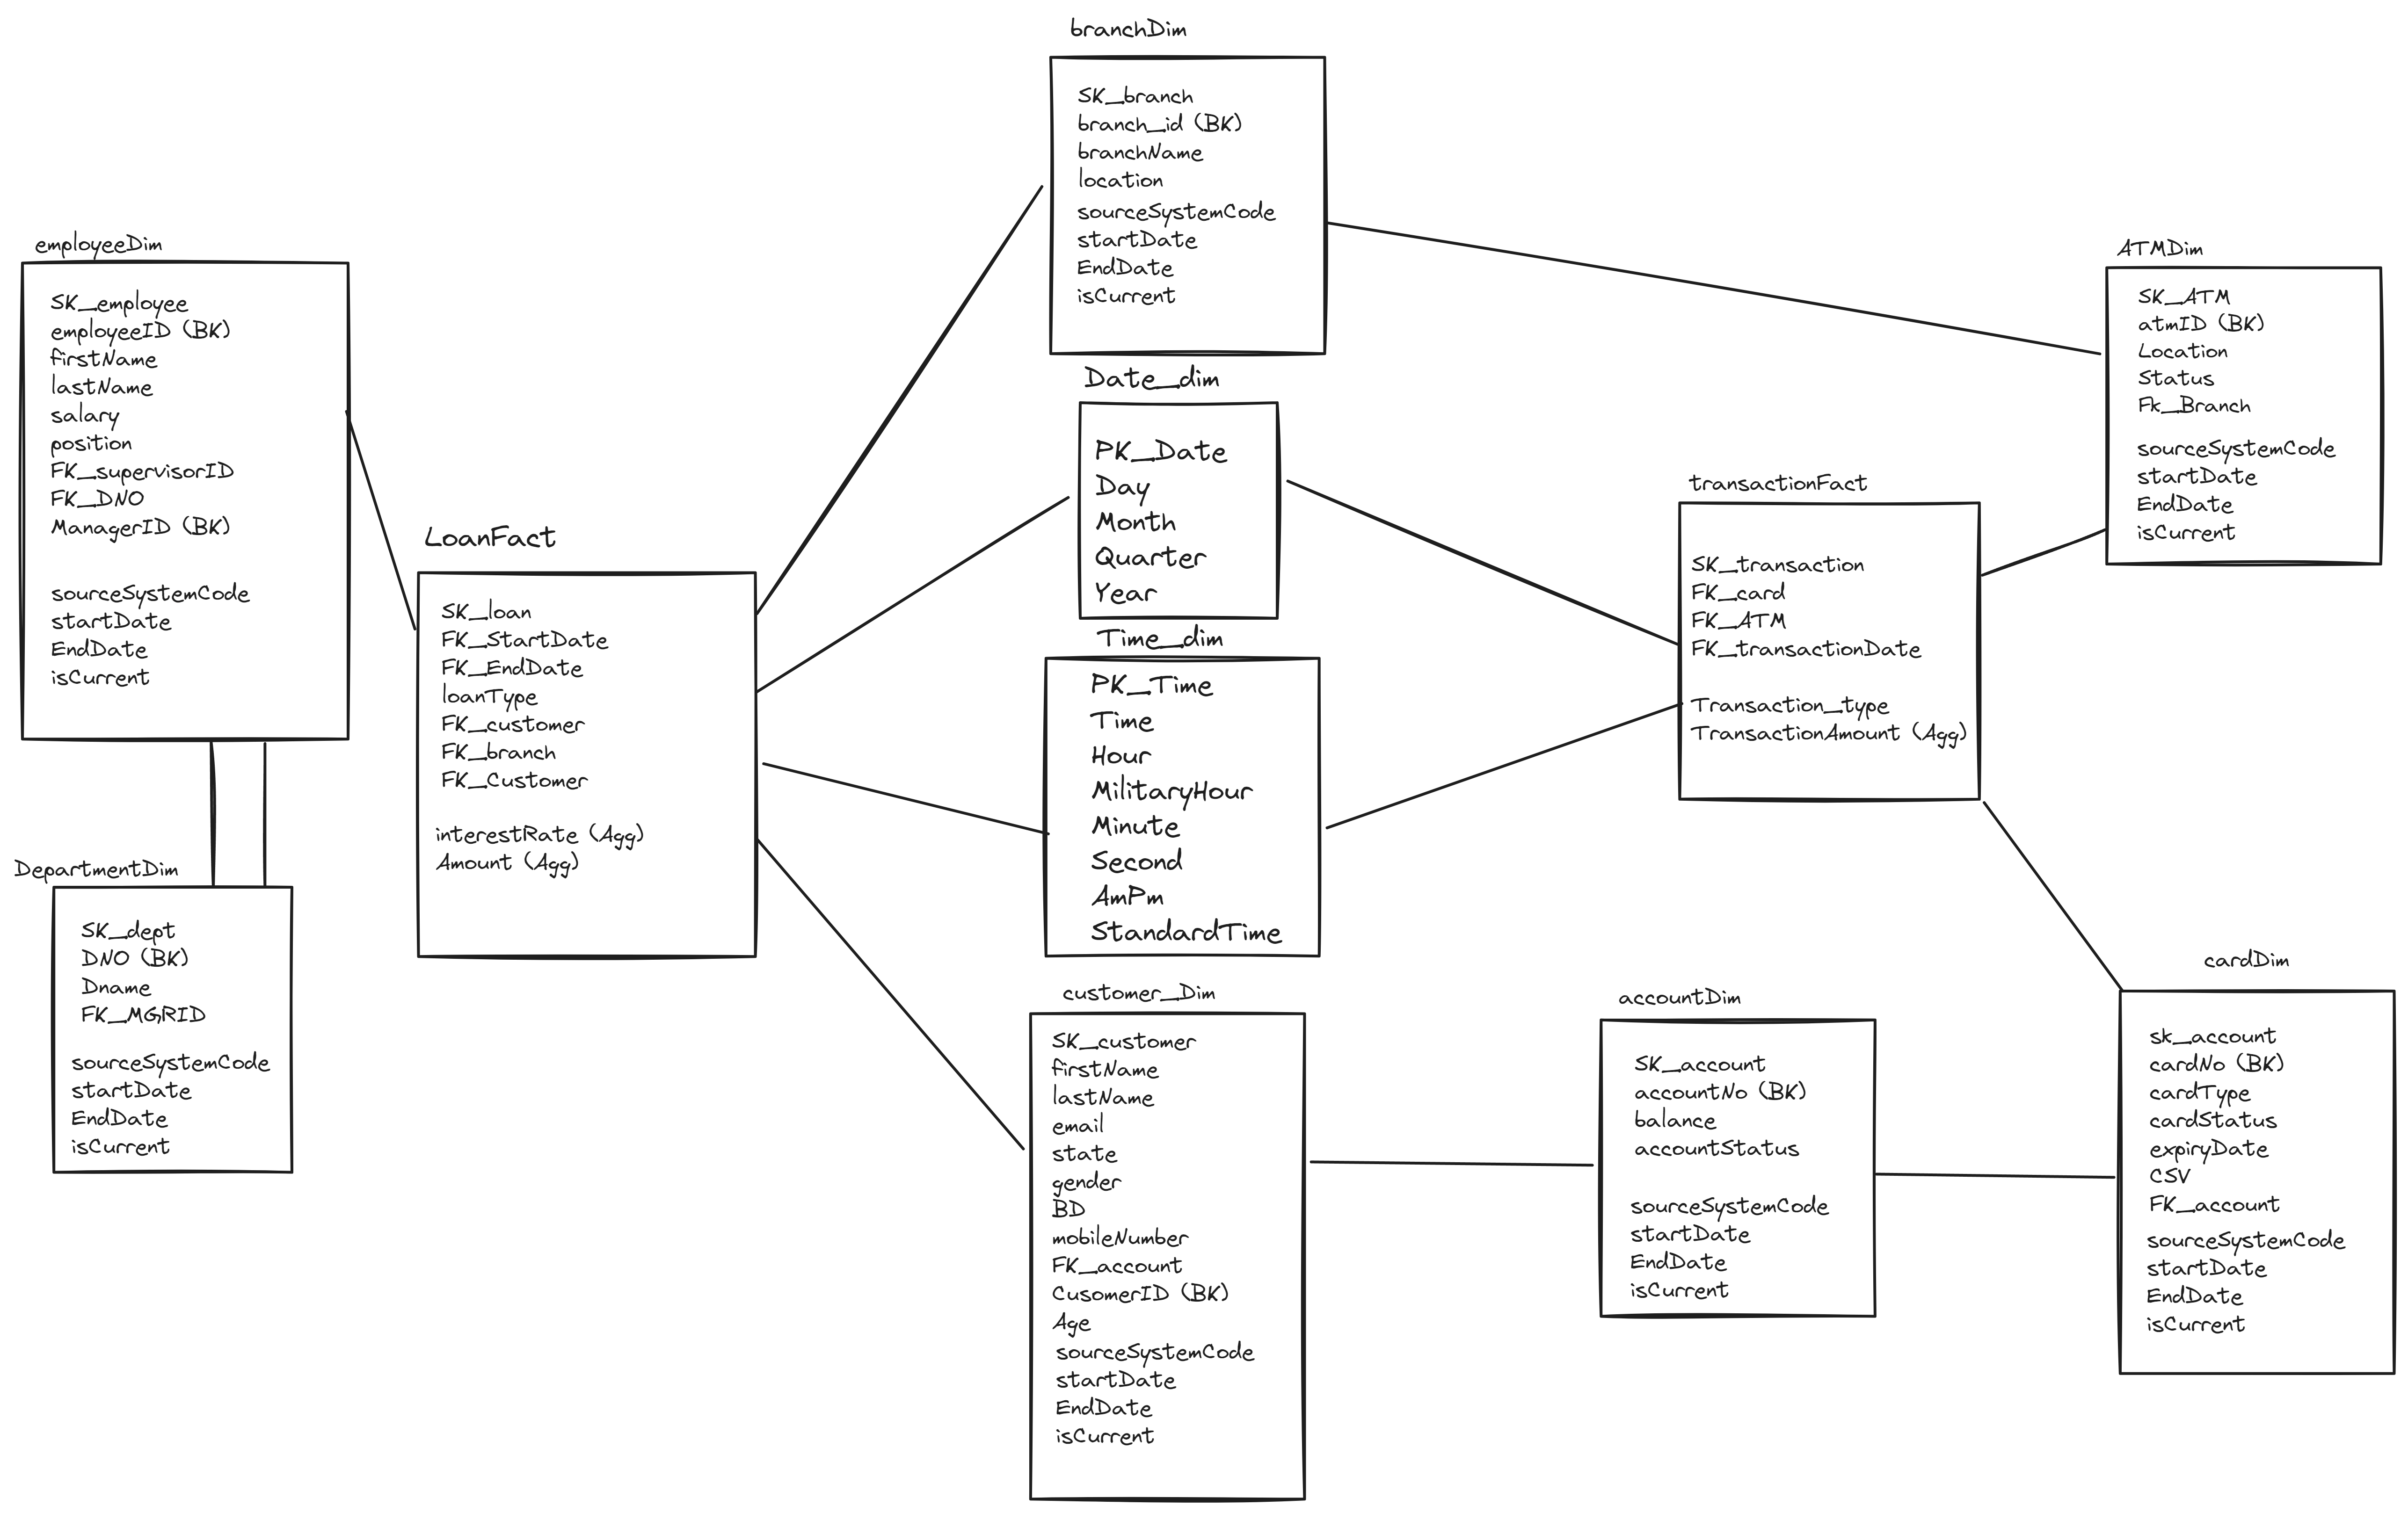 branchDim
SK_branch
branch_id (BK)
branchName
location
sourceSystemCode
startDate
EndDate
isCurrent
employeeDim
SK_employee
employeeID (BK)
firstName
lastName
salary
position
FK_supervisorID
FK_DNO
ManagerID (BK)
sourceSystemCode
startDate
EndDate
isCurrent
ATMDim
SK_ATM
atmID (BK)
Location
Status
Fk_Branch
sourceSystemCode
startDate
EndDate
isCurrent
Date_dim
PK_Date
Day
Month
Quarter
Year
LoanFact
SK_loan
FK_StartDate
FK_EndDate
loanType
FK_customer
FK_branch
FK_Customer
interestRate (Agg)
Amount (Agg)
transactionFact
SK_transaction
FK_card
FK_ATM
FK_transactionDate
Transaction_type
TransactionAmount (Agg)
Time_dim
PK_Time
Time
Hour
MilitaryHour
Minute
Second
AmPm
StandardTime
DepartmentDim
SK_dept
DNO (BK)
Dname
FK_MGRID
sourceSystemCode
startDate
EndDate
isCurrent
customer_Dim
SK_customer
firstName
lastName
email
state
gender
BD
mobileNumber
FK_account
CusomerID (BK)
Age
sourceSystemCode
startDate
EndDate
isCurrent
accountDim
SK_account
accountNo (BK)
balance
accountStatus
sourceSystemCode
startDate
EndDate
isCurrent
cardDim
sk_account
cardNo (BK)
cardType
cardStatus
expiryDate
CSV
FK_account
sourceSystemCode
startDate
EndDate
isCurrent